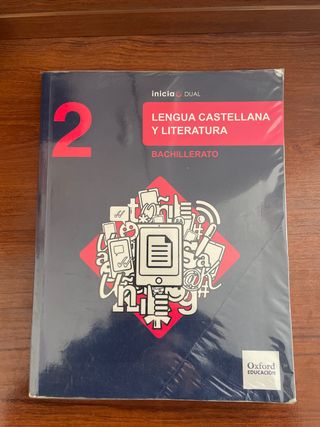 inicia DUAL
2
LENGUA CASTELLANA
Y LITERATURA
BACHILLERATO
Oxford
EDUCACIÓN